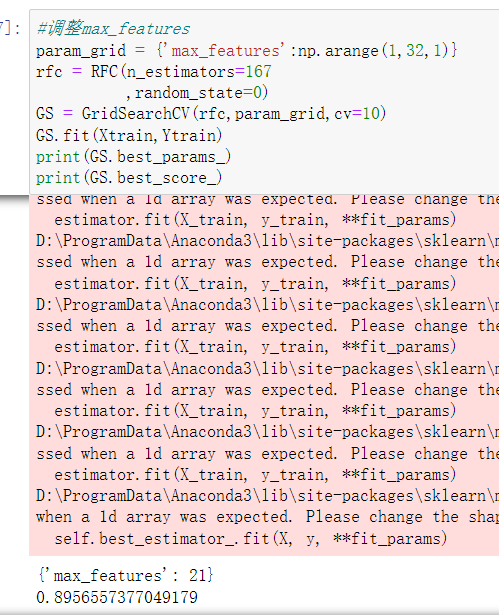 7]:
#调整max_features
param_grid = {'max_features':np.arange(1,32,1)}
rfc = RFC(n_estimators=167
,random_state=0)
GS = GridSearchCV(rfc,param_grid,cv=10)
GS.fit(Xtrain,Ytrain)
print(GS.best_params_)
print(GS.best_score_)
ssed when a 1d array was expected. Please change the
estimator.fit(X_train, y_train, **fit_params)
D:\ProgramData\Anaconda3\lib\site-packages\sklearn\m
ssed when a 1d array was expected. Please change the
estimator.fit(X_train, y_train, **fit_params)
D:\ProgramData\Anaconda3\lib\site-packages\sklearn\m
ssed when a 1d array was expected. Please change the
estimator.fit(X_train, y_train, **fit_params)
D:\ProgramData\Anaconda3\lib\site-packages\sklearn\m
ssed when a 1d array was expected. Please change the
estimator.fit(X_train, y_train, **fit_params)
D:\ProgramData\Anaconda3\lib\site-packages\sklearn\m
ssed when a 1d array was expected. Please change the
estimator.fit(X_train, y_train, **fit_params)
D:\ProgramData\Anaconda3\lib\site-packages\sklearn\m
when a 1d array was expected. Please change the shap
self.best_estimator_.fit(X, y, **fit_params)
{'max_features': 21}
0.8956557377049179